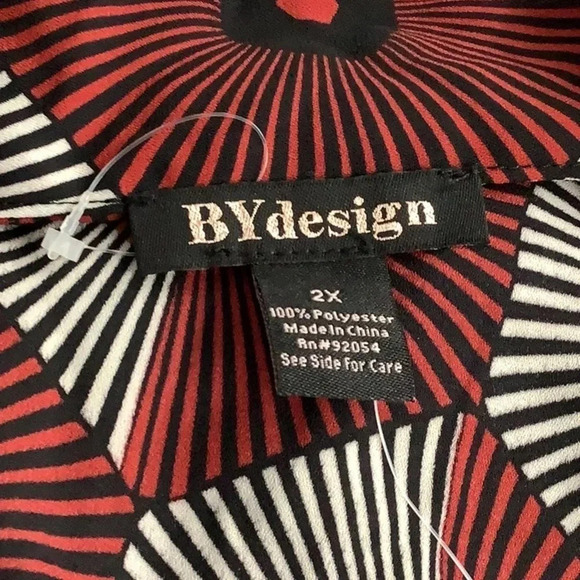 BYdesign
2X
100% Polyester
Made In China
Rn#92054
See Side For Care